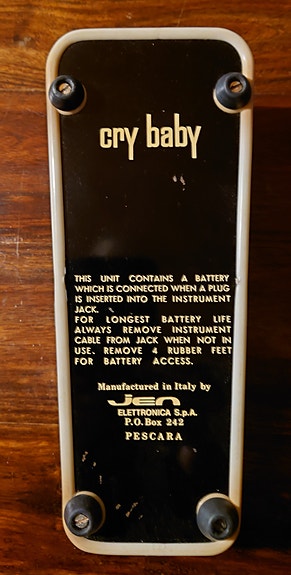 cry baby
THIS UNIT CONTAINS A BATTERY
WHICH IS CONNECTED WHEN A PLUG
IS INSERTED INTO THE INSTRUMENT
JACK.
FOR LONGEST BATTERY LIFE
ALWAYS REMOVE INSTRUMENT
CABLE FROM JACK WHEN NOT IN
USE. REMOVE 4 RUBBER FEET
FOR BATTERY ACCESS.
Manufactured in Italy by
Jen
ELETTRONICA S.p.A.
P.O. Box 242
PESCARA